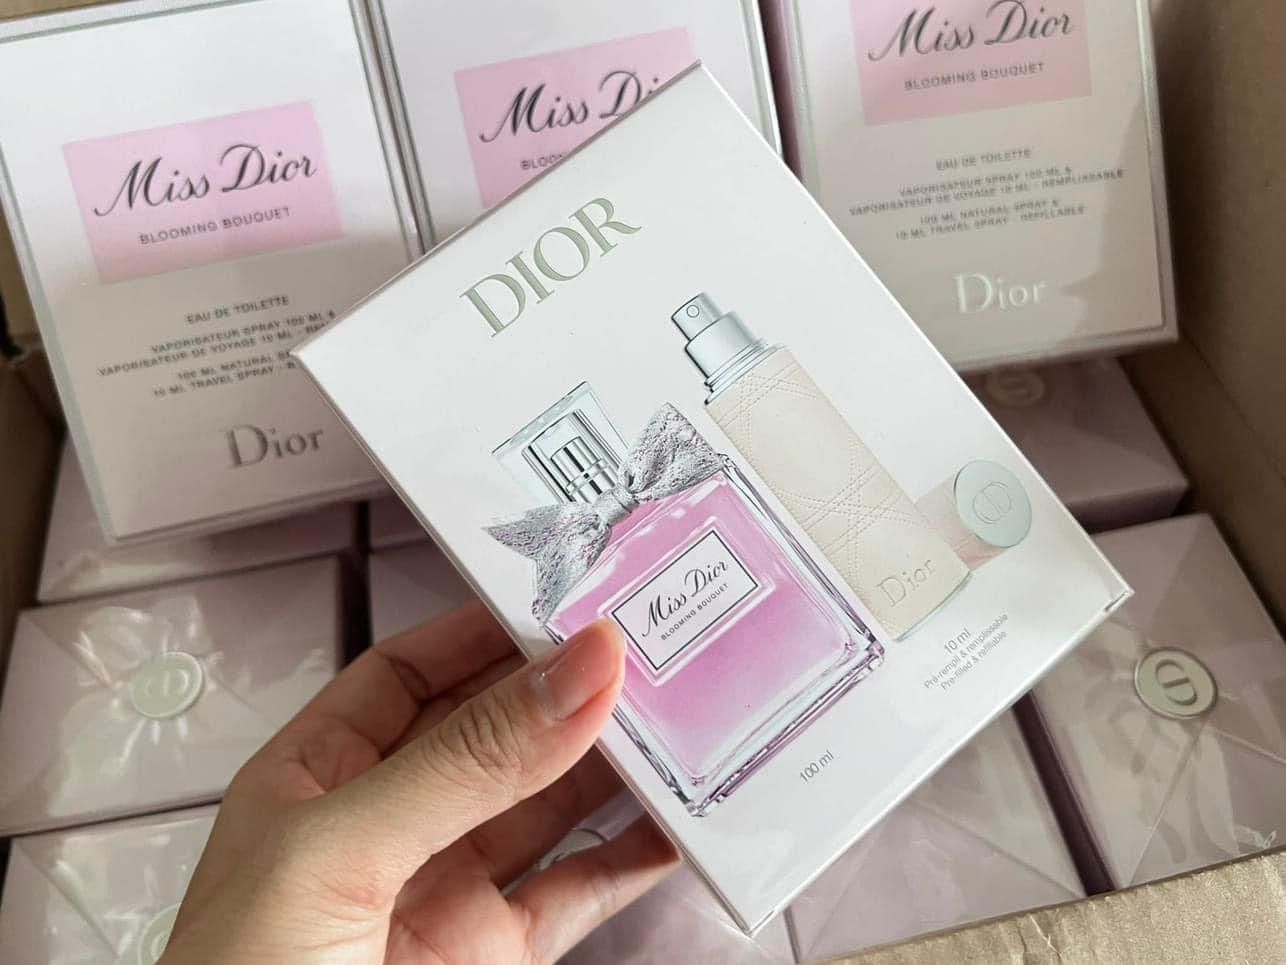 Miss Dior
BLOOMING BOUQUET
EAU DE TOILETTE
VAPORISATEUR SPRAY 100 ML &
VAPORISATEUR DE VOYAGE 10 ML -
100 ML NATURAL
10 ML TRAVEL SPRAY -
Dior
Miss
Miss Dior
BLOOMING BOUQUET
EAU DE TOILETTE
VAPORISATEUR SPRAY 100 ML &
VAPORISATEUR DE VOYAGE 10 ML - REMPLISSABLE
100 ML NATURAL SPRAY &
10 ML TRAVEL SPRAY - REFILLABLE
Dior
DIOR
Miss Dior
BLOOMING BOUQUET
Dior
CD
10 ml
Pré-rempli & remplissable
Pre-filled & refillable
100 ml
CD